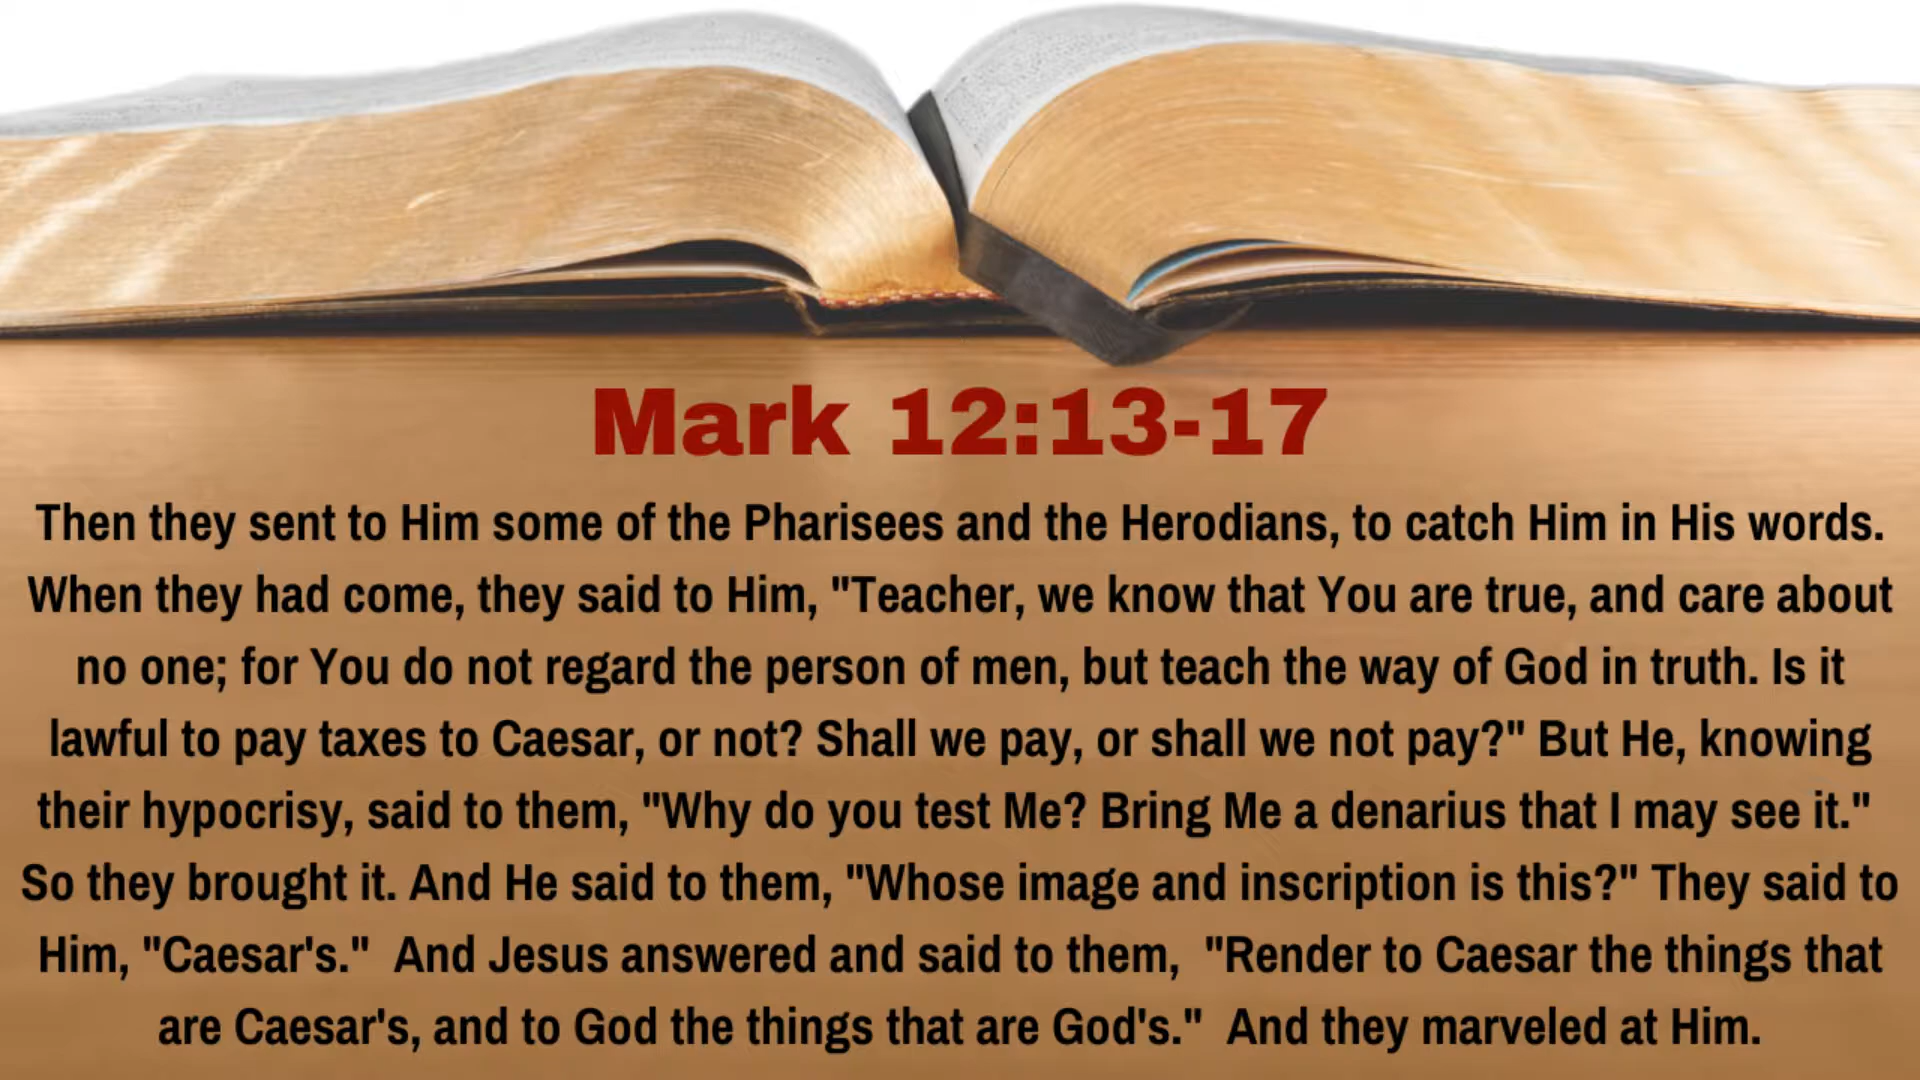 Mark 12:13-17
Then they sent to Him some of the Pharisees and the Herodians, to catch Him in His words.
When they had come, they said to Him, "Teacher, we know that You are true, and care about
no one; for You do not regard the person of men, but teach the way of God in truth. Is it
lawful to pay taxes to Caesar, or not? Shall we pay, or shall we not pay?" But He, knowing
their hypocrisy, said to them, "Why do you test Me? Bring Me a denarius that I may see it."
So they brought it. And He said to them, "Whose image and inscription is this?" They said to
Him, "Caesar's."  And Jesus answered and said to them,  "Render to Caesar the things that
are Caesar's, and to God the things that are God's."  And they marveled at Him.